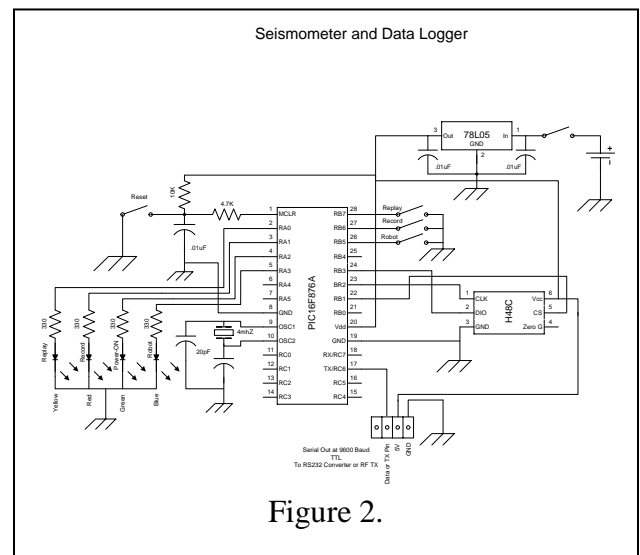 Seismometer and Data Logger
3 Out 78L05 In 1
GND
2
.01uF
.01uF
10K
Reset
4.7K
.01uF
PIC16F876A
1 MCLR
2 RA0
3 RA1
4 RA2
5 RA3
6 RA4
7 RA5
8 GND
9 OSC1
10 OSC2
11 RC0
12 RC1
13 RC2
14 RC3
RB7 28
RB6 27
RB5 26
RB4 25
RB3 24
BR2 23
RB1 22
RB0 21
Vdd 20
GND 19
RX/RC7 18
TX/RC6 17
RC5 16
RC4 15
Replay
Record
Robot
H48C
1 CLK
2 DIO
3 GND
Vcc 6
CS 5
Zero G 4
330
330
330
330
Replay
Record
Power-ON
Robot
Yellow
Red
Green
Blue
20pF
4mhZ
Serial Out at 9600 Baud
TTL
To RS232 Converter or RF TX
Data or TX Pin
5V
GND
Figure 2.